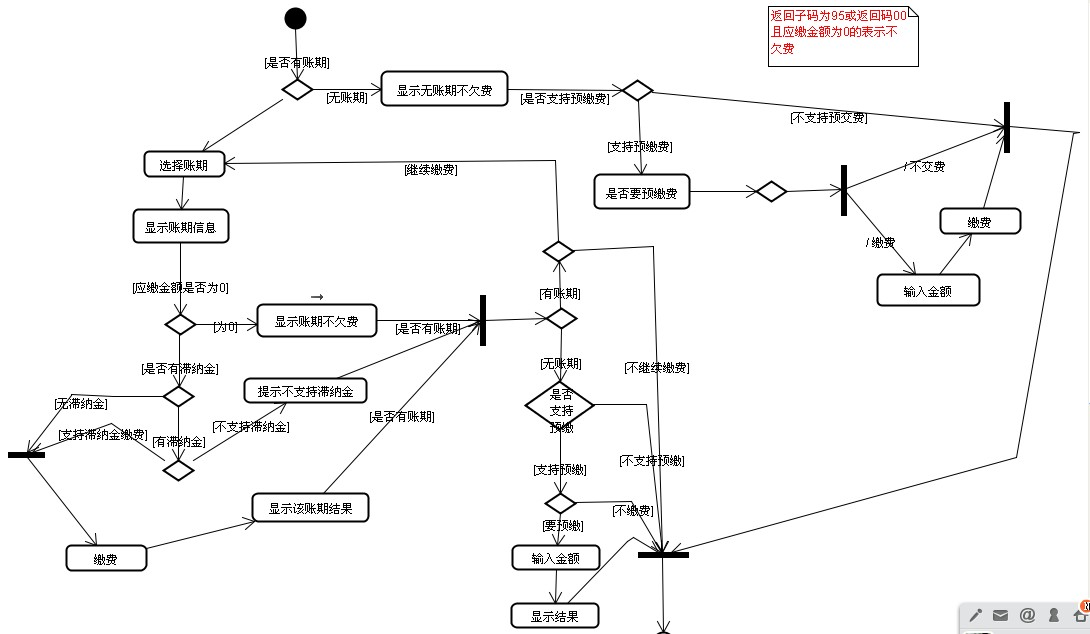 返回子码为95或返回码00
且应缴金额为0的表示不
欠费
[是否有账期]
[无账期]
显示无账期不欠费
[是否支持预缴费]
[不支持预交费]
选择账期
[继续缴费]
[支持预缴费]
是否要预缴费
/ 不交费
显示账期信息
缴费
/ 缴费
输入金额
[应缴金额是否为0]
[为0]
显示账期不欠费
[是否有账期]
[有账期]
[是否有滞纳金]
[无账期]
[不继续缴费]
提示不支持滞纳金
是否
支持
预缴
[无滞纳金]
[支持滞纳金缴费]
[有滞纳金]
[不支持滞纳金]
[是否有账期]
[支持预缴]
[不支持预缴]
显示该账期结果
[要预缴]
[不缴费]
缴费
输入金额
显示结果